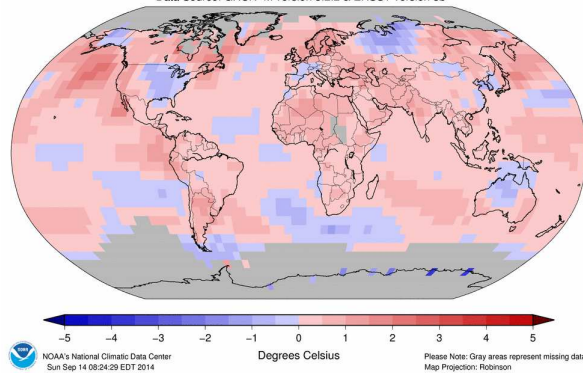 −5 −4 −3 −2 −1 0 1 2 3 4 5
NOAA's National Climatic Data Center
Sun Sep 14 08:24:29 EDT 2014
Degrees Celsius
Please Note: Gray areas represent missing data
Map Projection: Robinson